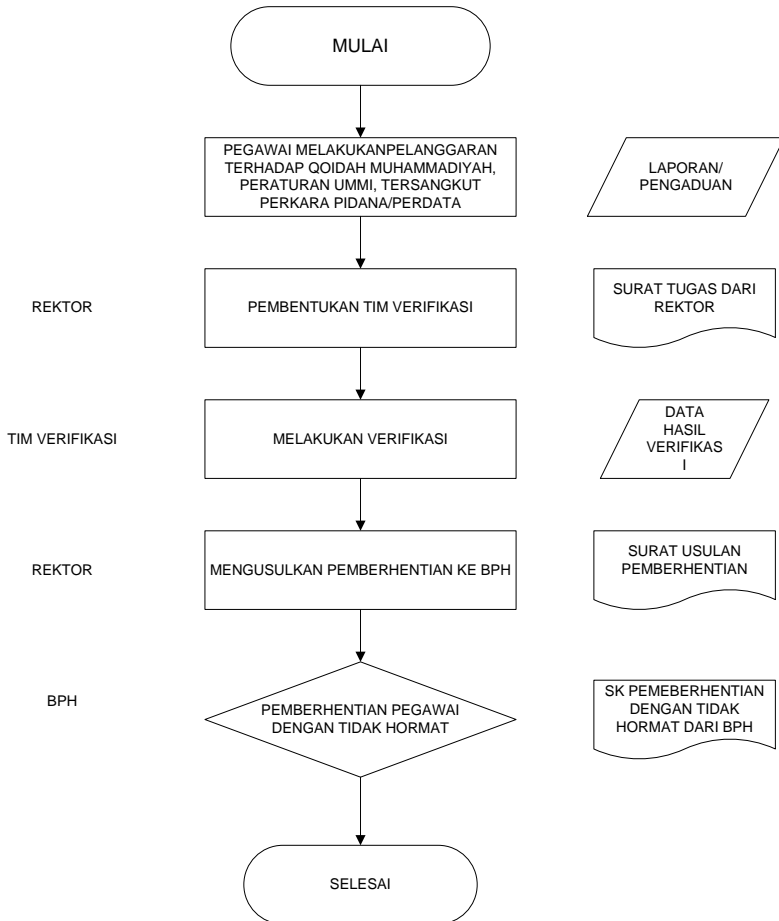 MULAI
PEGAWAI MELAKUKANPELANGGARAN
TERHADAP QOIDAH MUHAMMADIYAH,
PERATURAN UMMI, TERSANGKUT
PERKARA PIDANA/PERDATA
LAPORAN/
PENGADUAN
REKTOR
PEMBENTUKAN TIM VERIFIKASI
SURAT TUGAS DARI
REKTOR
TIM VERIFIKASI
MELAKUKAN VERIFIKASI
DATA
HASIL
VERIFIKAS
I
REKTOR
MENGUSULKAN PEMBERHENTIAN KE BPH
SURAT USULAN
PEMBERHENTIAN
BPH
PEMBERHENTIAN PEGAWAI
DENGAN TIDAK HORMAT
SK PEMEBERHENTIAN
DENGAN TIDAK
HORMAT DARI BPH
SELESAI